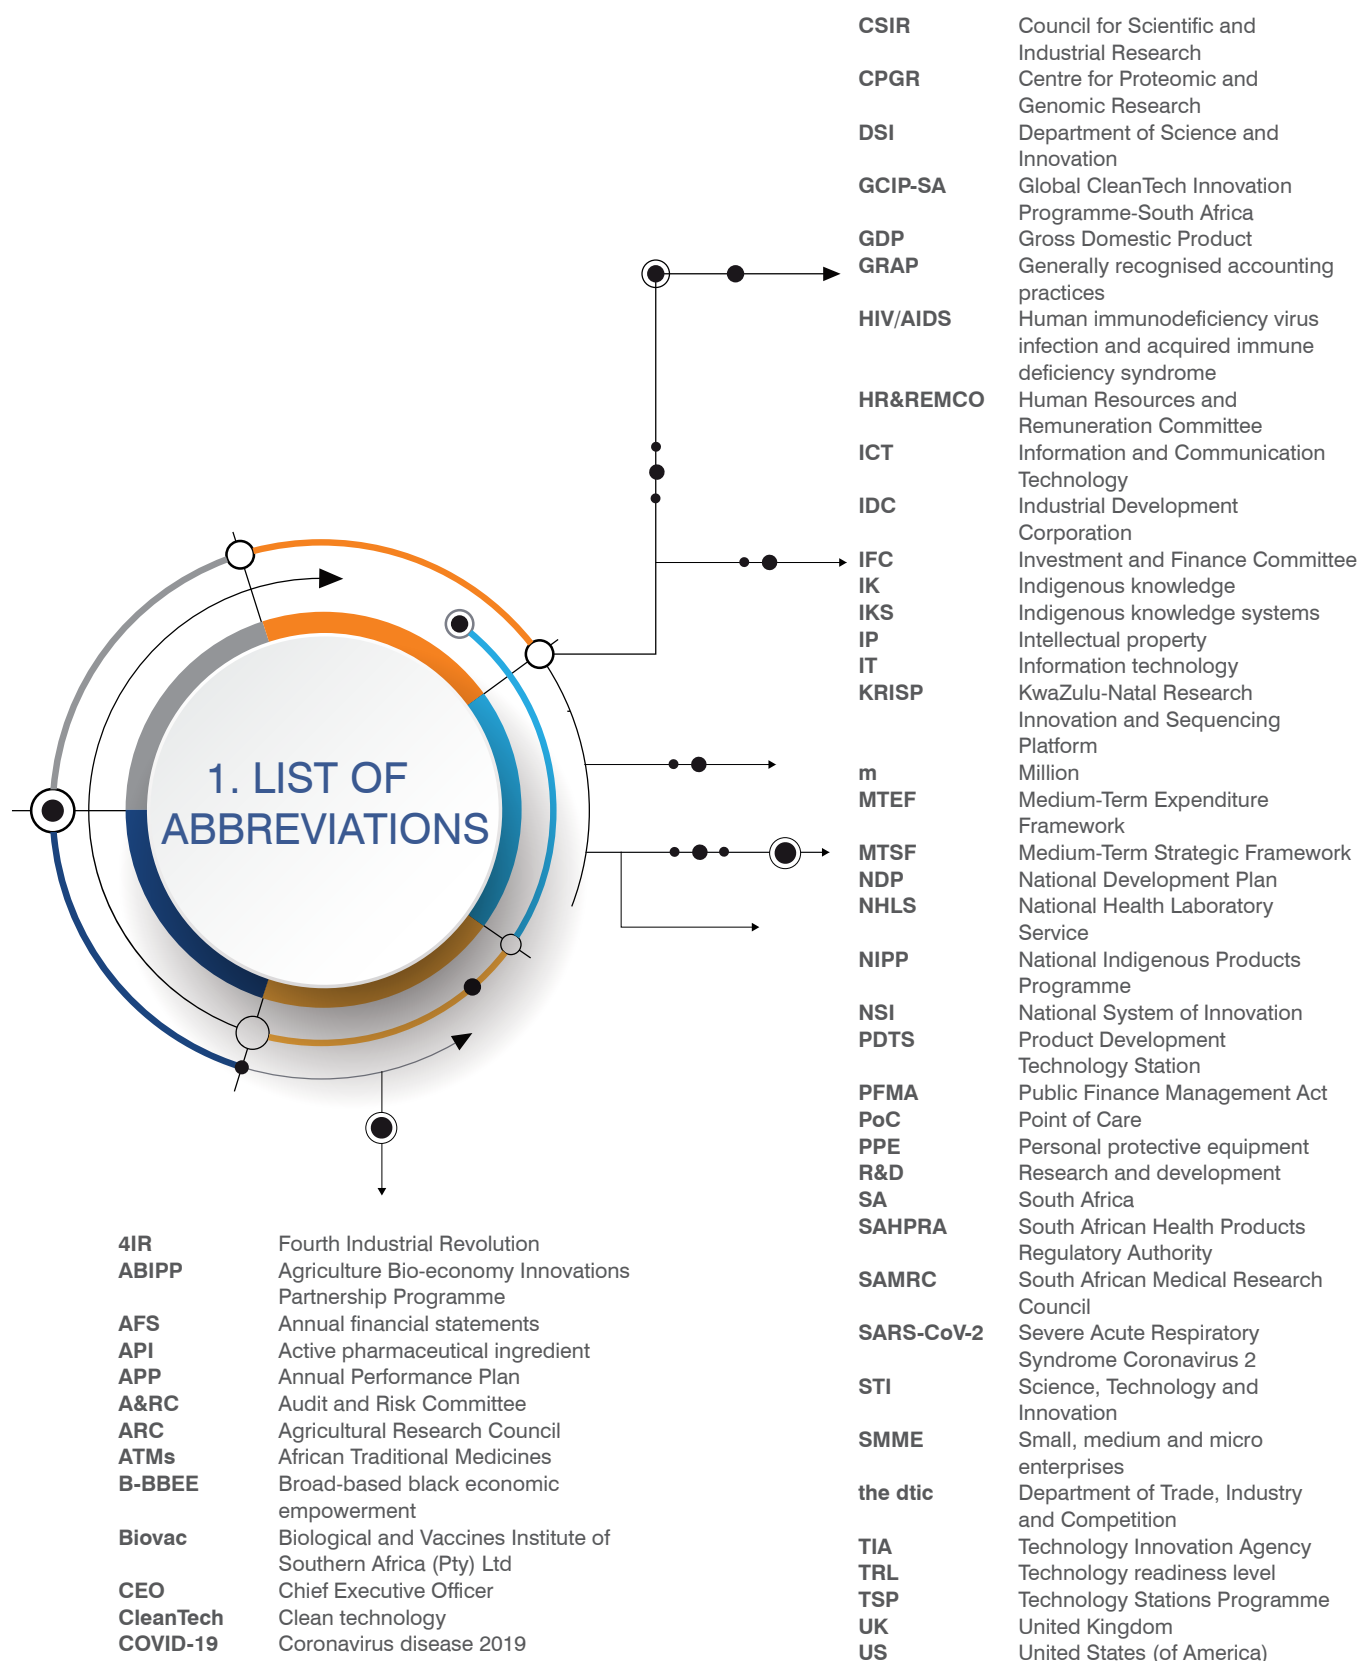 1. LIST OF
ABBREVIATIONS
4IR Fourth Industrial Revolution
ABIPP Agriculture Bio-economy Innovations
Partnership Programme
AFS Annual financial statements
API Active pharmaceutical ingredient
APP Annual Performance Plan
A&RC Audit and Risk Committee
ARC Agricultural Research Council
ATMs African Traditional Medicines
B-BBEE Broad-based black economic
empowerment
Biovac Biological and Vaccines Institute of
Southern Africa (Pty) Ltd
CEO Chief Executive Officer
CleanTech Clean technology
COVID-19 Coronavirus disease 2019
CSIR Council for Scientific and
Industrial Research
CPGR Centre for Proteomic and
Genomic Research
DSI Department of Science and
Innovation
GCIP-SA Global CleanTech Innovation
Programme-South Africa
GDP Gross Domestic Product
GRAP Generally recognised accounting
practices
HIV/AIDS Human immunodeficiency virus
infection and acquired immune
deficiency syndrome
HR&REMCO Human Resources and
Remuneration Committee
ICT Information and Communication
Technology
IDC Industrial Development
Corporation
IFC Investment and Finance Committee
IK Indigenous knowledge
IKS Indigenous knowledge systems
IP Intellectual property
IT Information technology
KRISP KwaZulu-Natal Research
Innovation and Sequencing
Platform
m Million
MTEF Medium-Term Expenditure
Framework
MTSF Medium-Term Strategic Framework
NDP National Development Plan
NHLS National Health Laboratory
Service
NIPP National Indigenous Products
Programme
NSI National System of Innovation
PDTS Product Development
Technology Station
PFMA Public Finance Management Act
PoC Point of Care
PPE Personal protective equipment
R&D Research and development
SA South Africa
SAHPRA South African Health Products
Regulatory Authority
SAMRC South African Medical Research
Council
SARS-CoV-2 Severe Acute Respiratory
Syndrome Coronavirus 2
STI Science, Technology and
Innovation
SMME Small, medium and micro
enterprises
the dtic Department of Trade, Industry
and Competition
TIA Technology Innovation Agency
TRL Technology readiness level
TSP Technology Stations Programme
UK United Kingdom
US United States (of America)